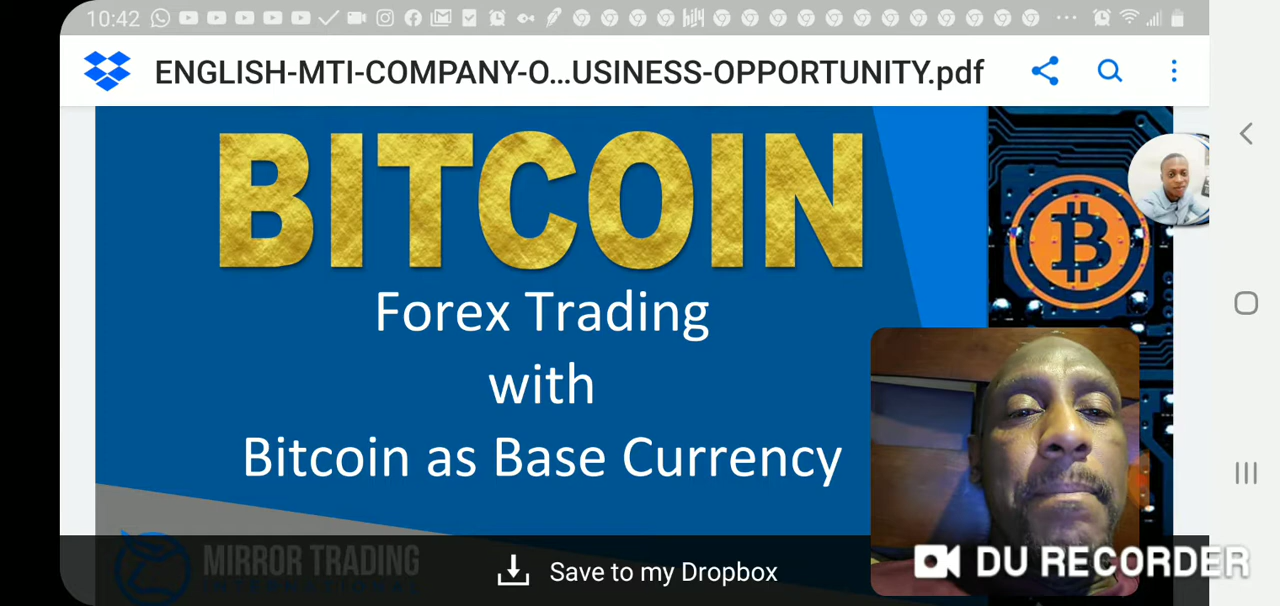 10:42
ENGLISH-MTI-COMPANY-O...USINESS-OPPORTUNITY.pdf
BITCOIN
Forex Trading
with
Bitcoin as Base Currency
MIRROR TRADING
INTERNATIONAL
Save to my Dropbox
DU RECORDER